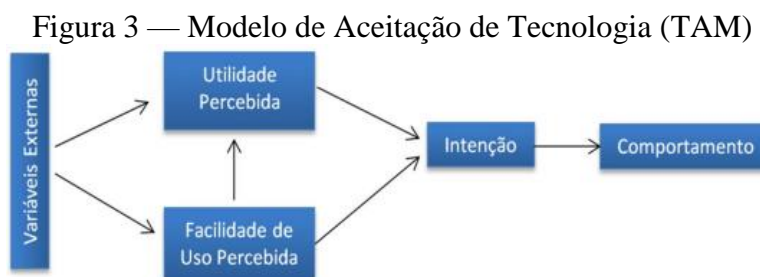 Figura 3 — Modelo de Aceitação de Tecnologia (TAM)
Variáveis Externas
Utilidade
Percebida
Facilidade de
Uso Percebida
Intenção
Comportamento